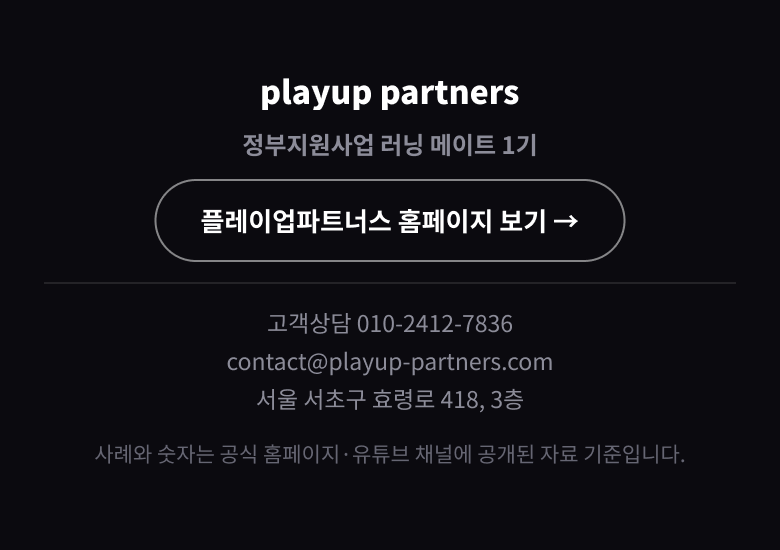 playup partners
정부지원사업 러닝 메이트 1기
플레이업파트너스 홈페이지 보기 →
고객상담 010-2412-7836
contact@playup-partners.com
서울 서초구 효령로 418, 3층
사례와 숫자는 공식 홈페이지·유튜브 채널에 공개된 자료 기준입니다.